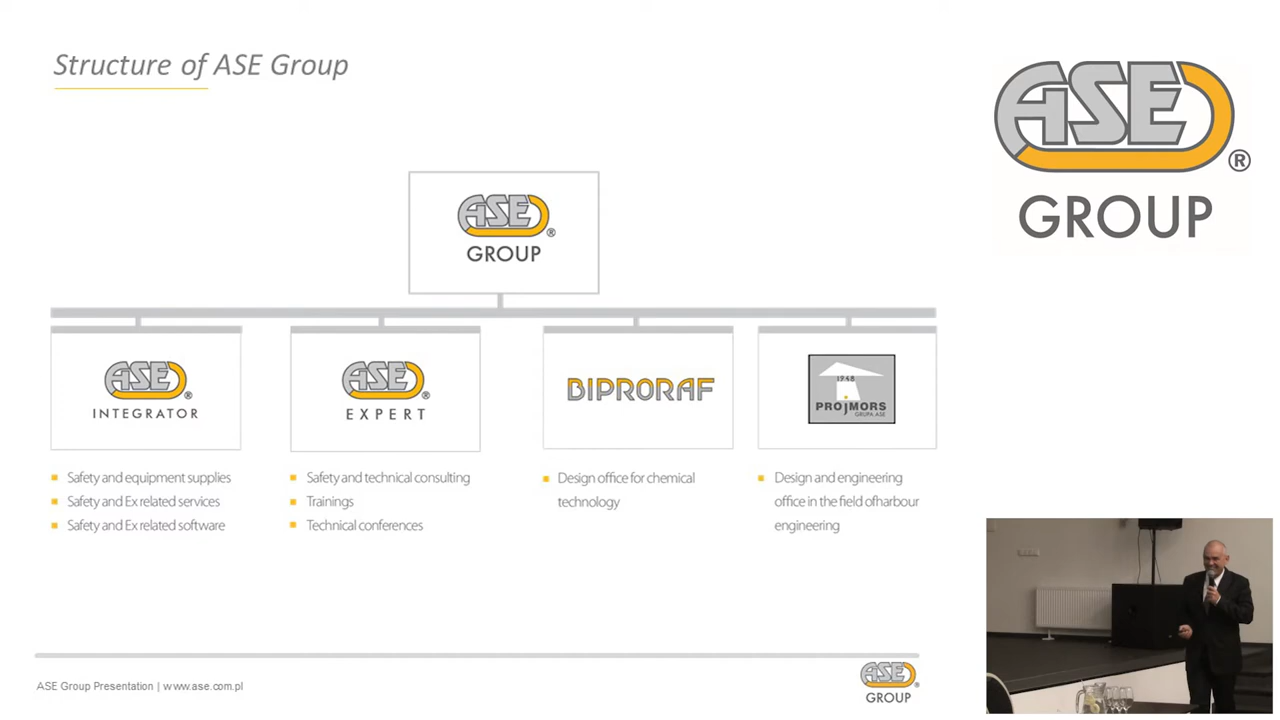 Structure of ASE Group
ASE
®
GROUP
ASE
®
GROUP
ASE
®
INTEGRATOR
Safety and equipment supplies
Safety and Ex related services
Safety and Ex related software
ASE
®
EXPERT
Safety and technical consulting
Trainings
Technical conferences
BIPRORAF
Design office for chemical
technology
1948
PROJMORS
GRUPA ASE
Design and engineering
office in the field ofharbour
engineering
ASE Group Presentation | www.ase.com.pl
ASE
®
GROUP